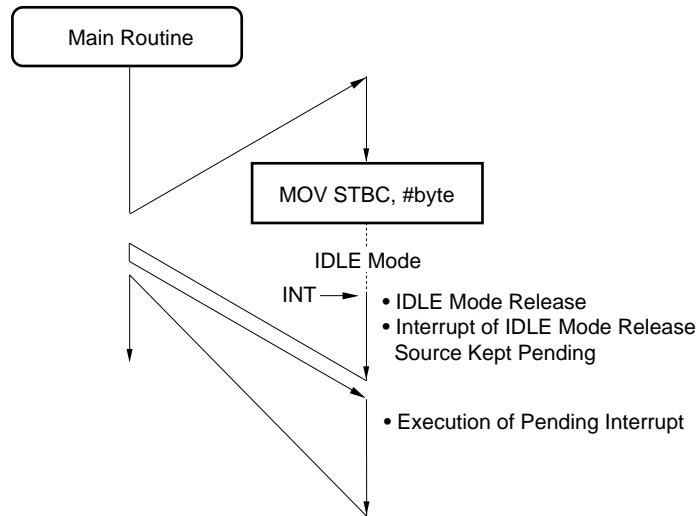 Main Routine
MOV STBC, #byte
IDLE Mode
INT
• IDLE Mode Release
• Interrupt of IDLE Mode Release
Source Kept Pending
• Execution of Pending Interrupt